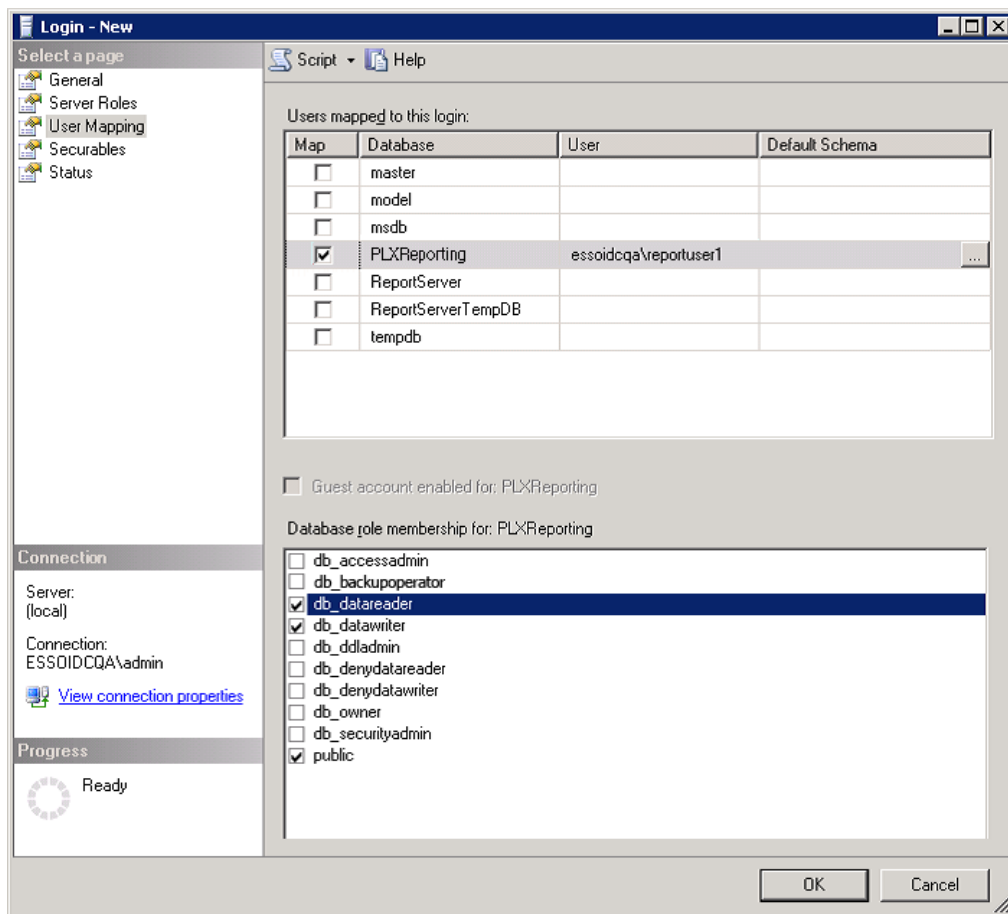 Login - New
Select a page
General
Server Roles
User Mapping
Securables
Status
Script
Help
Users mapped to this login:
Map Database User Default Schema
master
model
msdb
PLXReporting essoidcqa\reportuser1 ...
ReportServer
ReportServerTempDB
tempdb
Guest account enabled for: PLXReporting
Database role membership for: PLXReporting
db_accessadmin
db_backupoperator
db_datareader
db_datawriter
db_ddladmin
db_denydatareader
db_denydatawriter
db_owner
db_securityadmin
public
Connection
Server:
(local)
Connection:
ESSOIDCQA\admin
View connection properties
Progress
Ready
OK Cancel